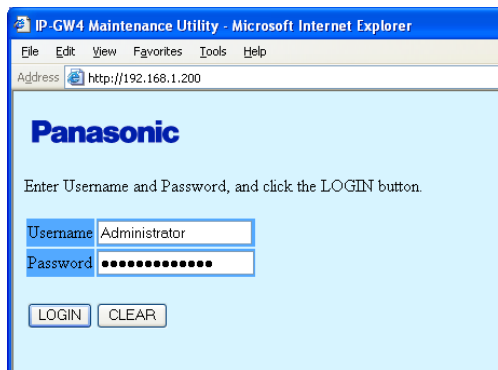 IP-GW4 Maintenance Utility - Microsoft Internet Explorer
File Edit View Favorites Tools Help
Address http://192.168.1.200
Panasonic
Enter Username and Password, and click the LOGIN button.
Username Administrator
Password •••••••••••••
LOGIN CLEAR